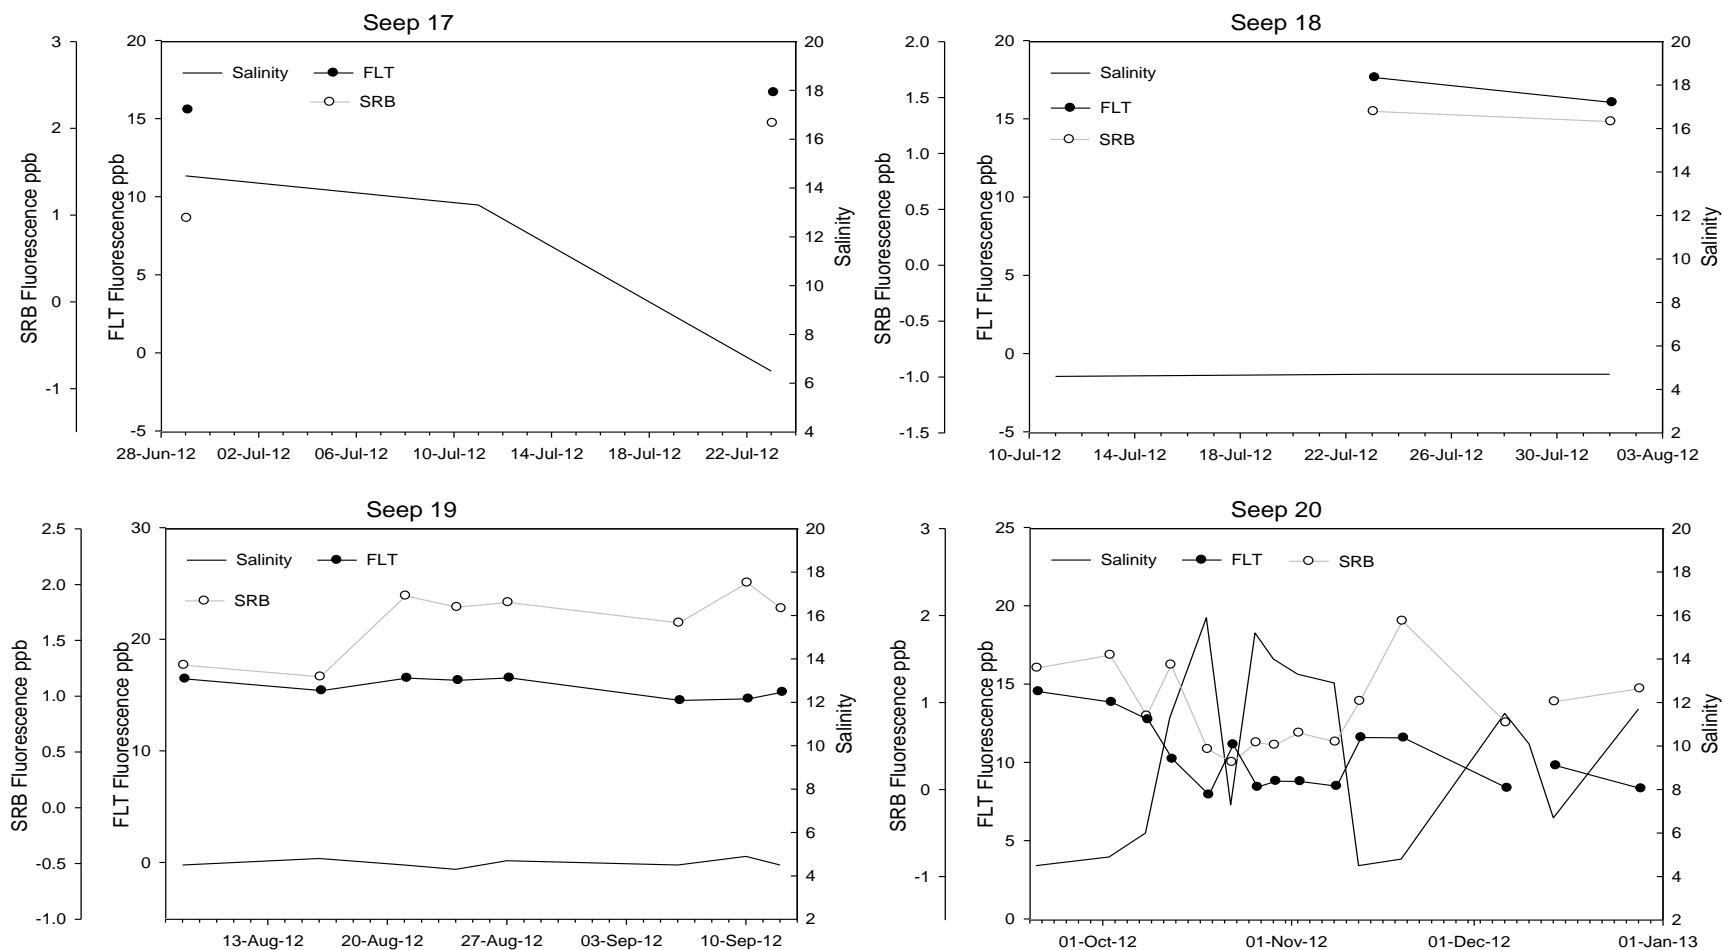 Seep 17
3
2
1
0
-1
SRB Fluorescence ppb
20
15
10
5
0
-5
FLT Fluorescence ppb
Salinity
FLT
SRB
20
18
16
14
12
10
8
6
4
Salinity
28-Jun-12 02-Jul-12 06-Jul-12 10-Jul-12 14-Jul-12 18-Jul-12 22-Jul-12
Seep 18
2.0
1.5
1.0
0.5
0.0
-0.5
-1.0
-1.5
SRB Fluorescence ppb
20
15
10
5
0
-5
FLT Fluorescence ppb
Salinity
FLT
SRB
20
18
16
14
12
10
8
6
4
2
Salinity
10-Jul-12 14-Jul-12 18-Jul-12 22-Jul-12 26-Jul-12 30-Jul-12 03-Aug-12
Seep 19
2.5
2.0
1.5
1.0
0.5
0.0
-0.5
-1.0
SRB Fluorescence ppb
30
20
10
0
FLT Fluorescence ppb
Salinity
FLT
SRB
20
18
16
14
12
10
8
6
4
2
Salinity
13-Aug-12 20-Aug-12 27-Aug-12 03-Sep-12 10-Sep-12
Seep 20
3
2
1
0
-1
SRB Fluorescence ppb
25
20
15
10
5
0
FLT Fluorescence ppb
Salinity
FLT
SRB
20
18
16
14
12
10
8
6
4
2
Salinity
01-Oct-12 01-Nov-12 01-Dec-12 01-Jan-13